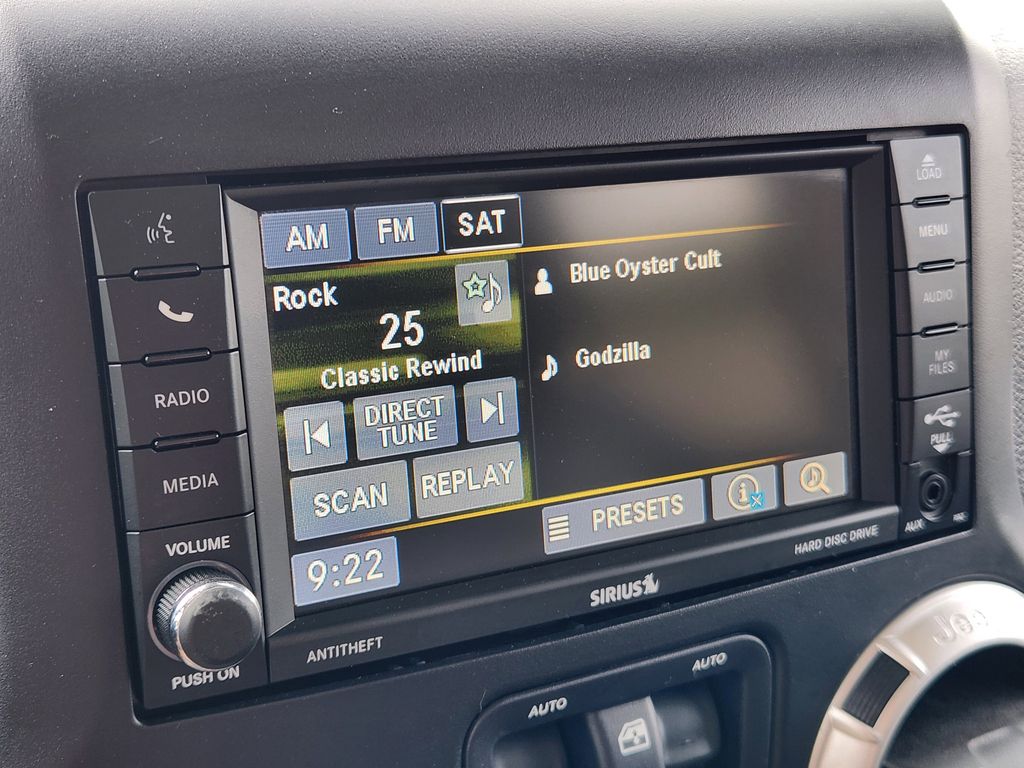 LOAD
MENU
AUDIO
MY
FILES
PULL
AUX
RADIO
MEDIA
VOLUME
PUSH ON
AM
FM
SAT
Rock
25
Classic Rewind
DIRECT
TUNE
SCAN
REPLAY
9:22
Blue Oyster Cult
Godzilla
PRESETS
HARD DISC DRIVE
SIRIUS
ANTITHEFT
AUTO
AUTO
Jeep